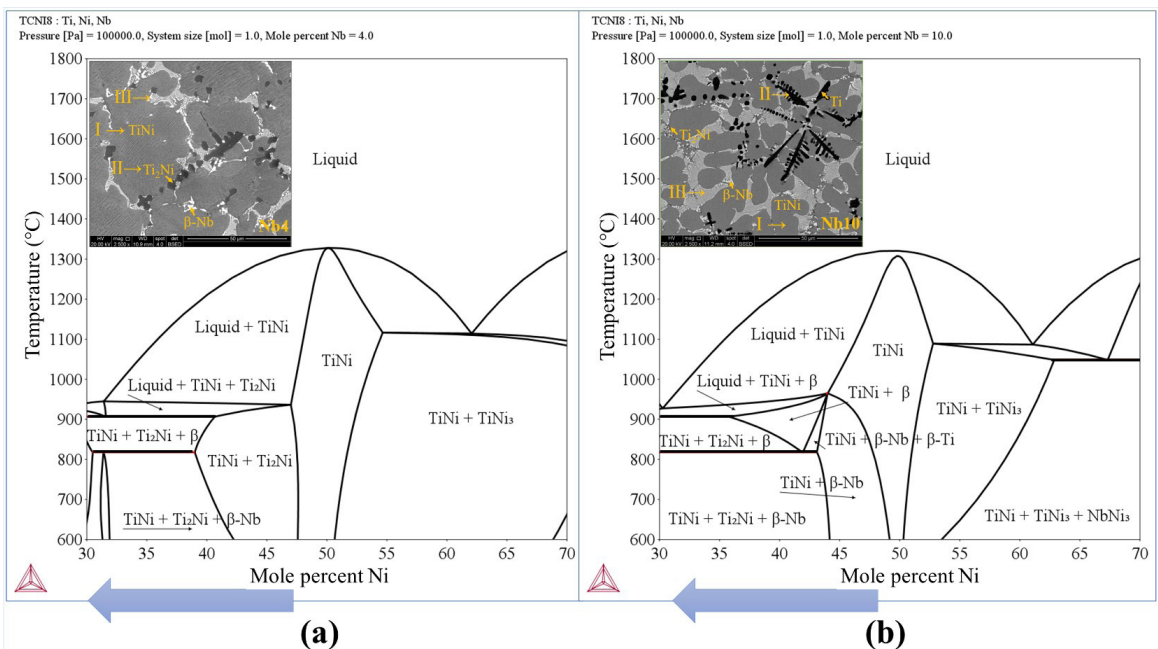 TCNI8 : Ti, Ni, Nb
Pressure [Pa] = 100000.0, System size [mol] = 1.0, Mole percent Nb = 4.0
1800
1700
1600
1500
1400
1300
1200
1100
1000
900
800
700
600
Temperature (°C)
III→
I → TiNi
II→Ti₂Ni
β-Nb
Nb4
Liquid
Liquid + TiNi
TiNi
Liquid + TiNi + Ti₂Ni
TiNi + TiNi₃
TiNi + Ti₂Ni + β
TiNi + Ti₂Ni
TiNi + Ti₂Ni + β-Nb
30 35 40 45 50 55 60 65 70
Mole percent Ni
(a)
TCNI8 : Ti, Ni, Nb
Pressure [Pa] = 100000.0, System size [mol] = 1.0, Mole percent Nb = 10.0
1800
1700
1600
1500
1400
1300
1200
1100
1000
900
800
700
600
Temperature (°C)
II→
Ti
Ti₂Ni
III→
β-Nb
TiNi
I →
Nb10
Liquid
Liquid + TiNi
TiNi
Liquid + TiNi + β
TiNi + β
TiNi + TiNi₃
TiNi + Ti₂Ni + β
TiNi + β-Nb + β-Ti
TiNi + β-Nb
TiNi + Ti₂Ni + β-Nb
TiNi + TiNi₃ + NbNi₃
30 35 40 45 50 55 60 65 70
Mole percent Ni
(b)